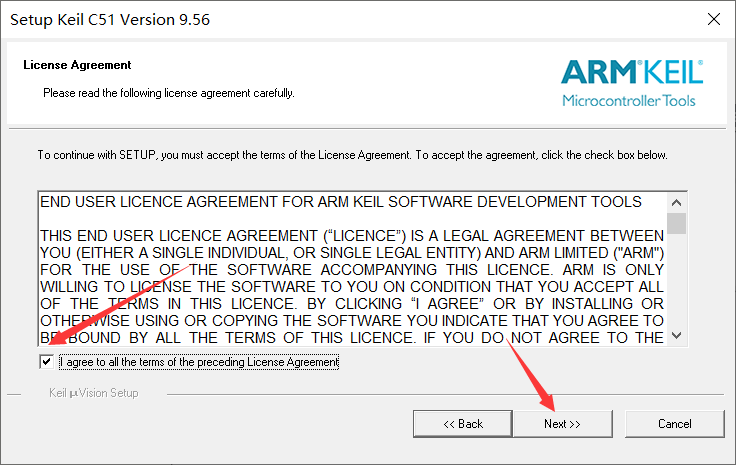 Setup Keil C51 Version 9.56
License Agreement
Please read the following license agreement carefully.
ARM®KEIL®
Microcontroller Tools
To continue with SETUP, you must accept the terms of the License Agreement. To accept the agreement, click the check box below.
END USER LICENCE AGREEMENT FOR ARM KEIL SOFTWARE DEVELOPMENT TOOLS
THIS END USER LICENCE AGREEMENT (“LICENCE”) IS A LEGAL AGREEMENT BETWEEN
YOU (EITHER A SINGLE INDIVIDUAL, OR SINGLE LEGAL ENTITY) AND ARM LIMITED ("ARM")
FOR THE USE OF THE SOFTWARE ACCOMPANYING THIS LICENCE. ARM IS ONLY
WILLING TO LICENSE THE SOFTWARE TO YOU ON CONDITION THAT YOU ACCEPT ALL
OF THE TERMS IN THIS LICENCE. BY CLICKING “I AGREE” OR BY INSTALLING OR
OTHERWISE USING OR COPYING THE SOFTWARE YOU INDICATE THAT YOU AGREE TO
BE BOUND BY ALL THE TERMS OF THIS LICENCE. IF YOU DO NOT AGREE TO THE
I agree to all the terms of the preceding License Agreement
Keil µVision Setup
<< Back
Next >>
Cancel